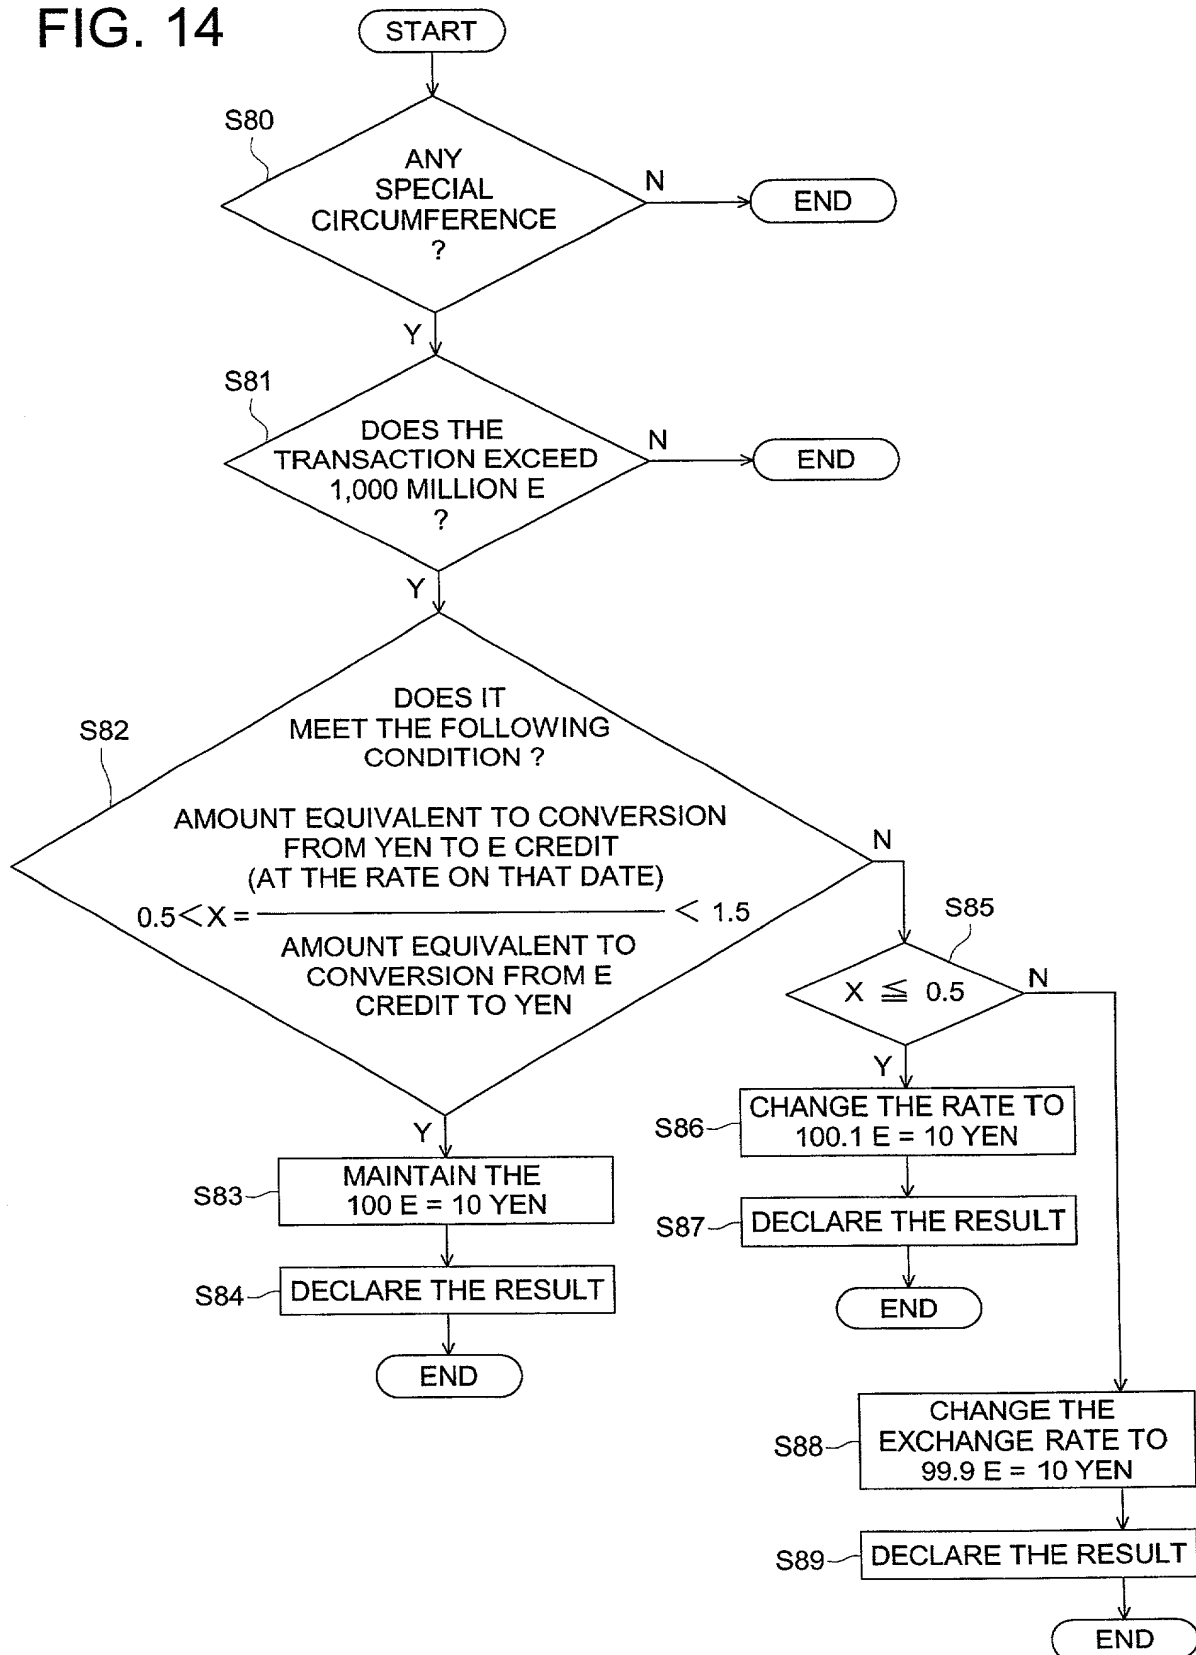 FIG. 14
START
S80
ANY
SPECIAL
CIRCUMFERENCE
?
N
END
Y
S81
DOES THE
TRANSACTION EXCEED
1,000 MILLION E
?
N
END
Y
S82
DOES IT
MEET THE FOLLOWING
CONDITION ?
AMOUNT EQUIVALENT TO CONVERSION
FROM YEN TO E CREDIT
(AT THE RATE ON THAT DATE)
0.5 < X = < 1.5
AMOUNT EQUIVALENT TO
CONVERSION FROM E
CREDIT TO YEN
N
Y
S83
MAINTAIN THE
100 E = 10 YEN
S84
DECLARE THE RESULT
END
S85
X ≦ 0.5
N
Y
S86
CHANGE THE RATE TO
100.1 E = 10 YEN
S87
DECLARE THE RESULT
END
S88
CHANGE THE
EXCHANGE RATE TO
99.9 E = 10 YEN
S89
DECLARE THE RESULT
END